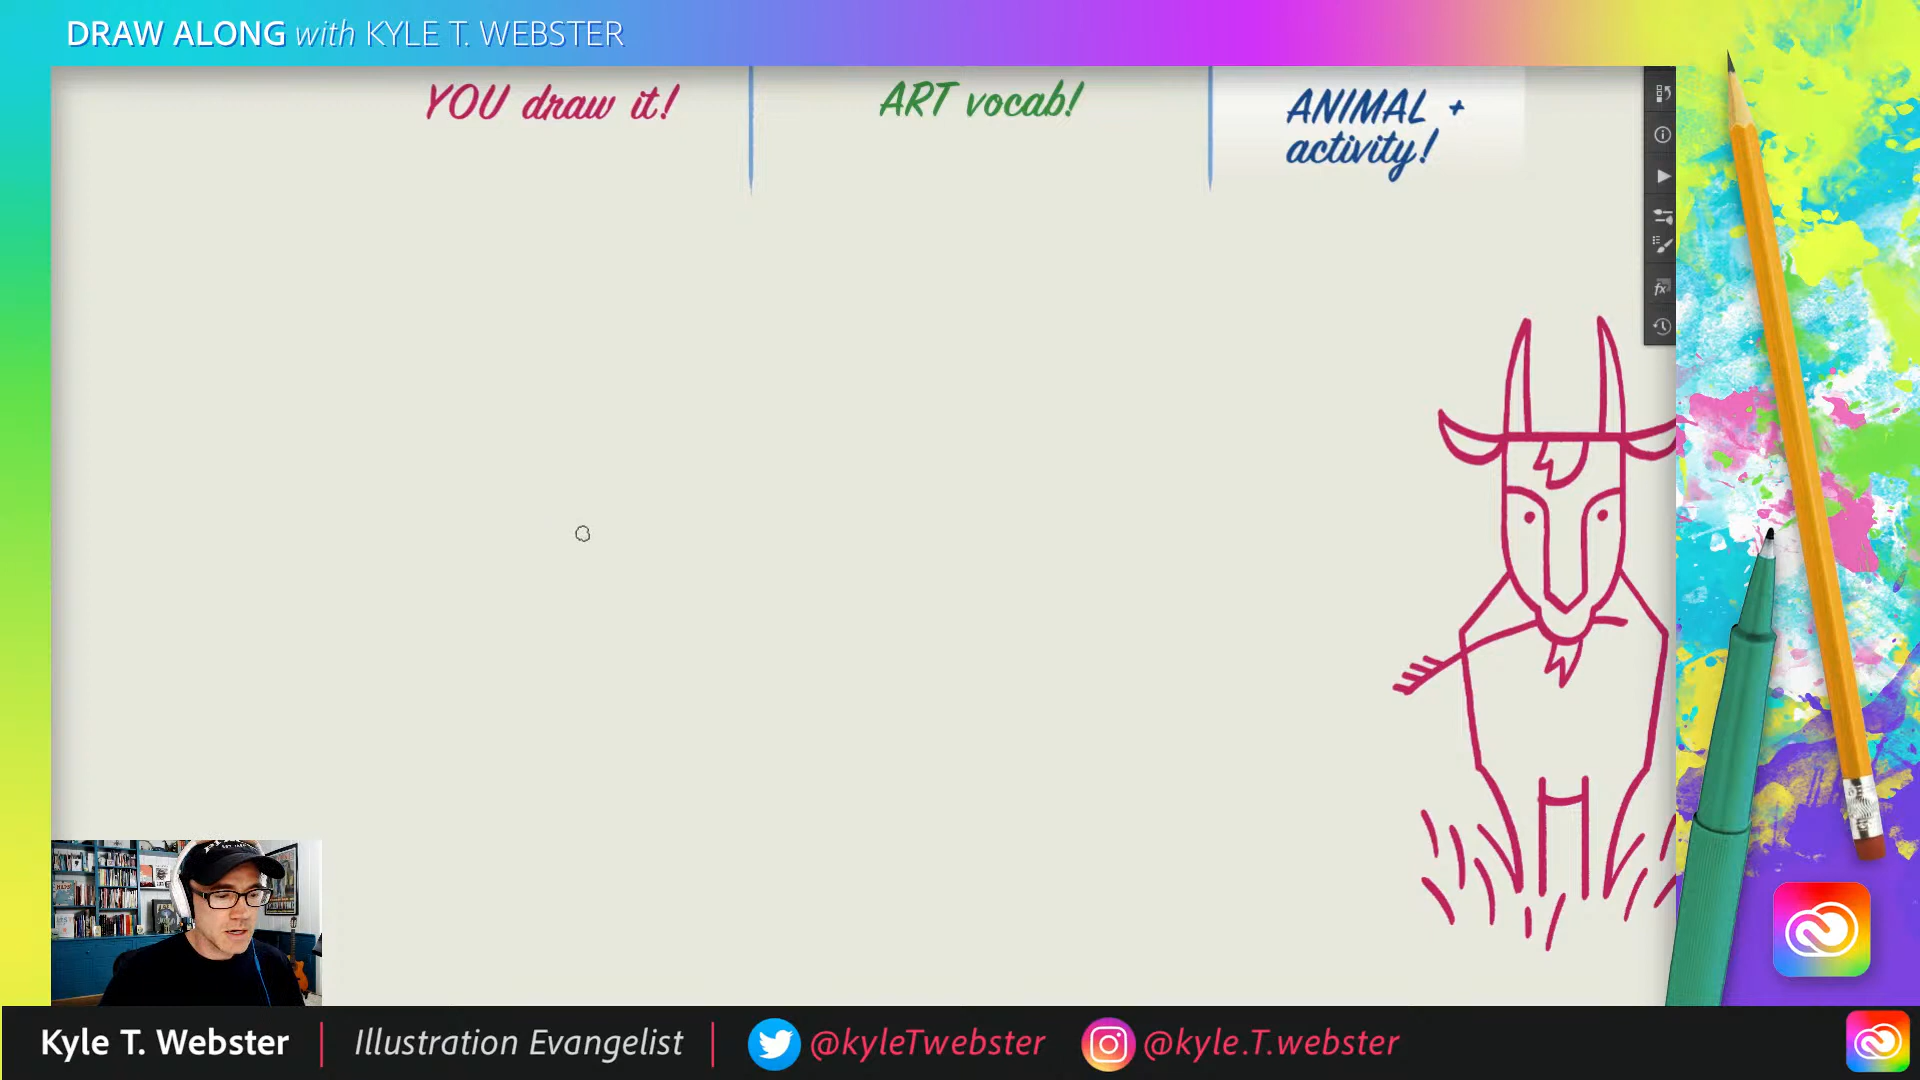 DRAW ALONG with KYLE T. WEBSTER
YOU draw it!
ART vocab!
ANIMAL +
activity!
fx
Kyle T. Webster | Illustration Evangelist | @kyleTwebster @kyle.T.webster